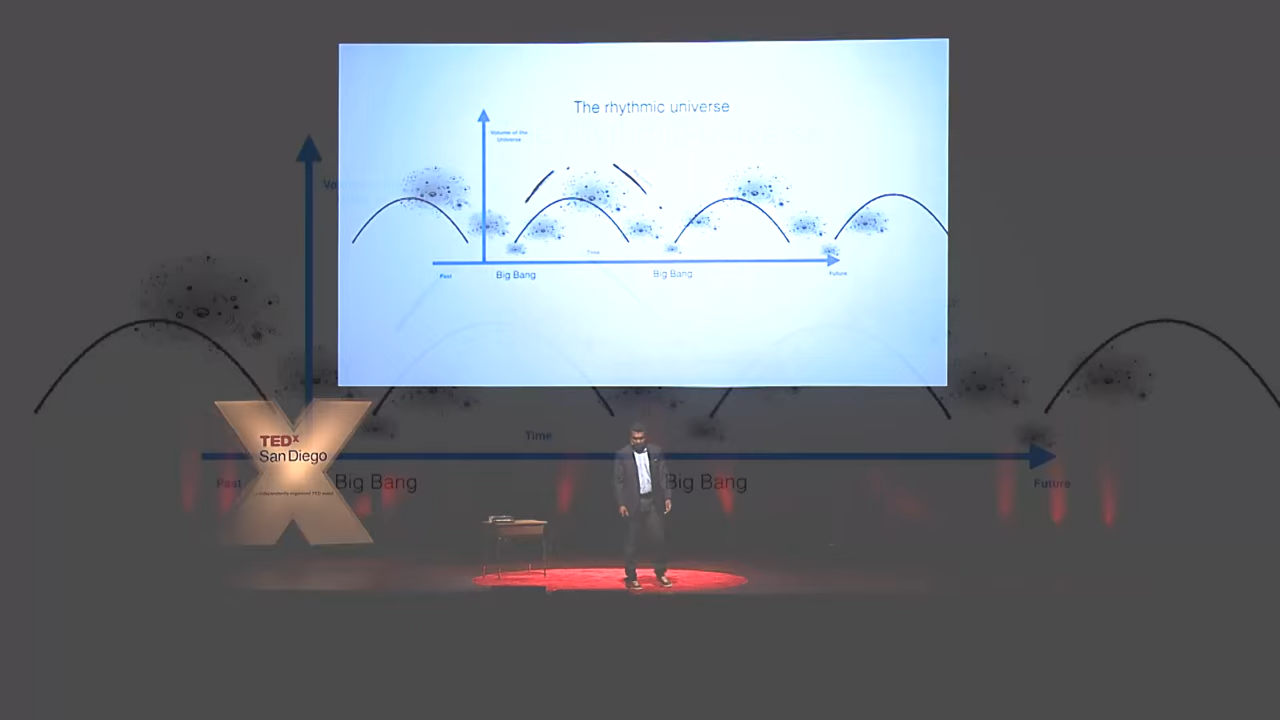 The rhythmic universe
Volume of the
Universe
Time
Past
Big Bang
Big Bang
Future
Time
TEDx
San Diego
Past
Big Bang
Big Bang
Future